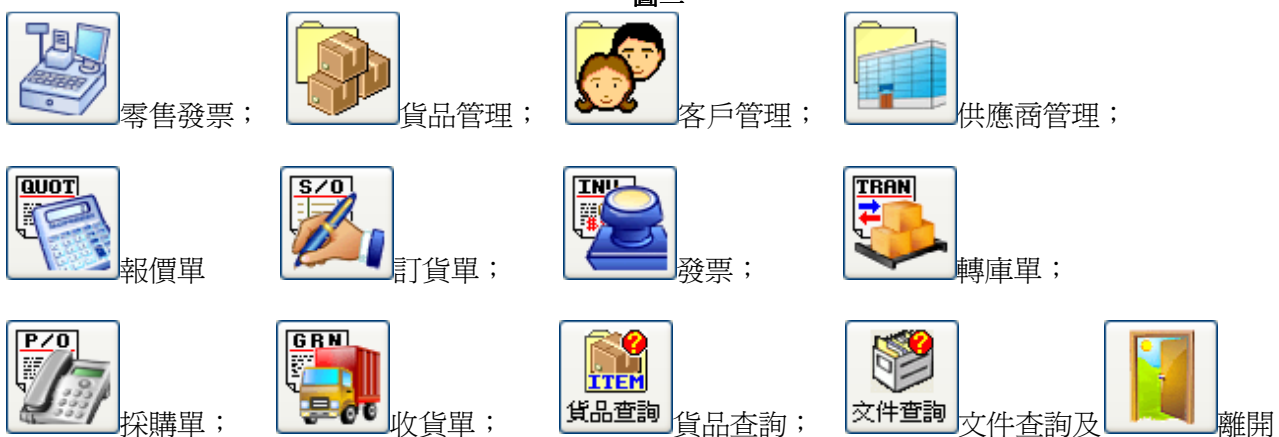 零售發票； 貨品管理； 客戶管理； 供應商管理；
QUOT 報價單 S/O 訂貨單； INV 發票； TRAN 轉庫單；
P/O 採購單； GRN 收貨單； ITEM 貨品查詢 貨品查詢； 文件查詢 文件查詢及 離開